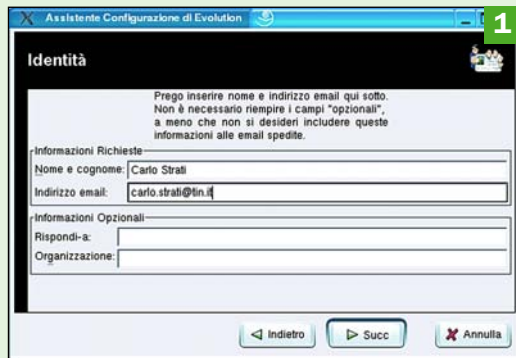 Assistente Configurazione di Evolution
1
Identità
Prego inserire nome e indirizzo email qui sotto.
Non è necessario riempire i campi "opzionali",
a meno che non si desideri includere queste
informazioni alle email spedite.
Informazioni Richieste
Nome e cognome: Carlo Strati
Indirizzo email: carlo.strati@tin.it
Informazioni Opzionali
Rispondi-a:
Organizzazione:
Indietro Succ Annulla